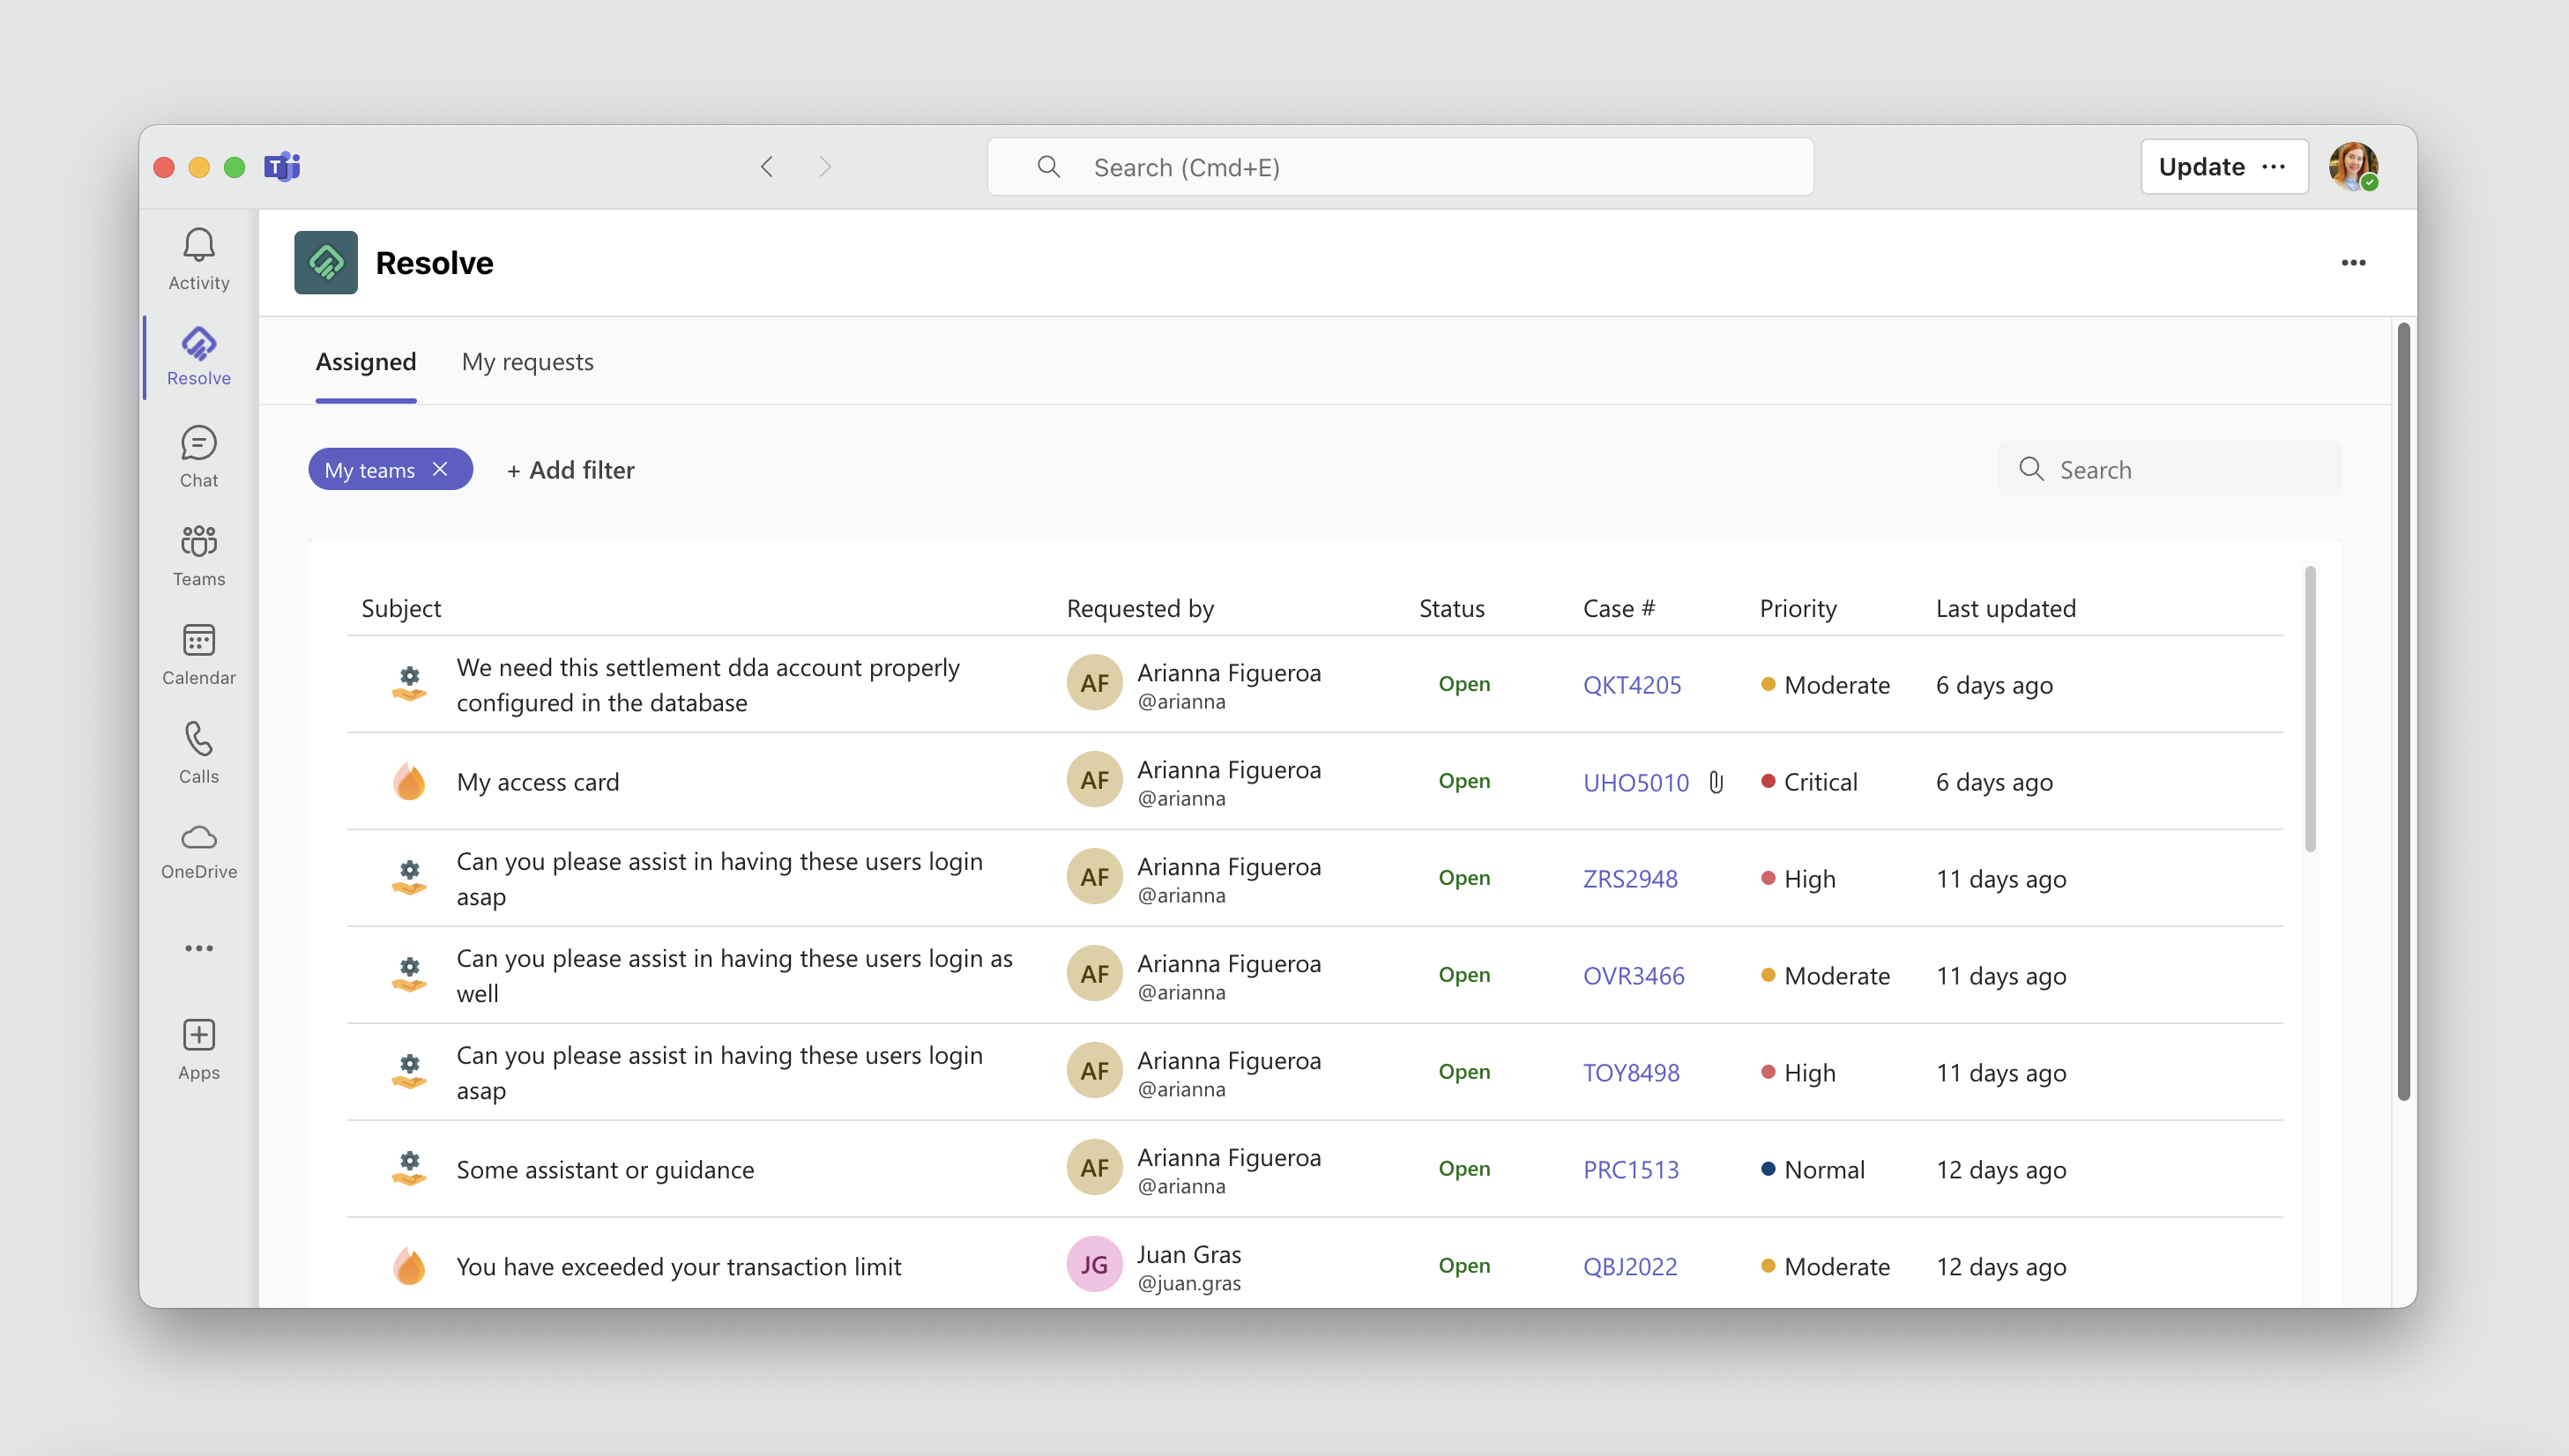 T
Search (Cmd+E)
Update ···
Activity
Resolve
Chat
Teams
Calendar
Calls
OneDrive
Apps
Resolve
Assigned
My requests
My teams
+ Add filter
Search
Subject
Requested by
Status
Case #
Priority
Last updated
We need this settlement dda account properly
configured in the database
AF
Arianna Figueroa
@arianna
Open
QKT4205
Moderate
6 days ago
My access card
AF
Arianna Figueroa
@arianna
Open
UHO5010
Critical
6 days ago
Can you please assist in having these users login
asap
AF
Arianna Figueroa
@arianna
Open
ZRS2948
High
11 days ago
Can you please assist in having these users login as
well
AF
Arianna Figueroa
@arianna
Open
OVR3466
Moderate
11 days ago
Can you please assist in having these users login
asap
AF
Arianna Figueroa
@arianna
Open
TOY8498
High
11 days ago
Some assistant or guidance
AF
Arianna Figueroa
@arianna
Open
PRC1513
Normal
12 days ago
You have exceeded your transaction limit
JG
Juan Gras
@juan.gras
Open
QBJ2022
Moderate
12 days ago